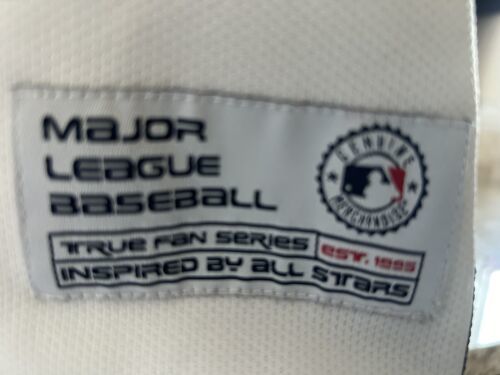 MAJOR
LEAGUE
BASEBALL
GENUINE
MERCHANDISE
TRUE FAN SERIES
EST. 1995
INSPIRED BY ALL STARS